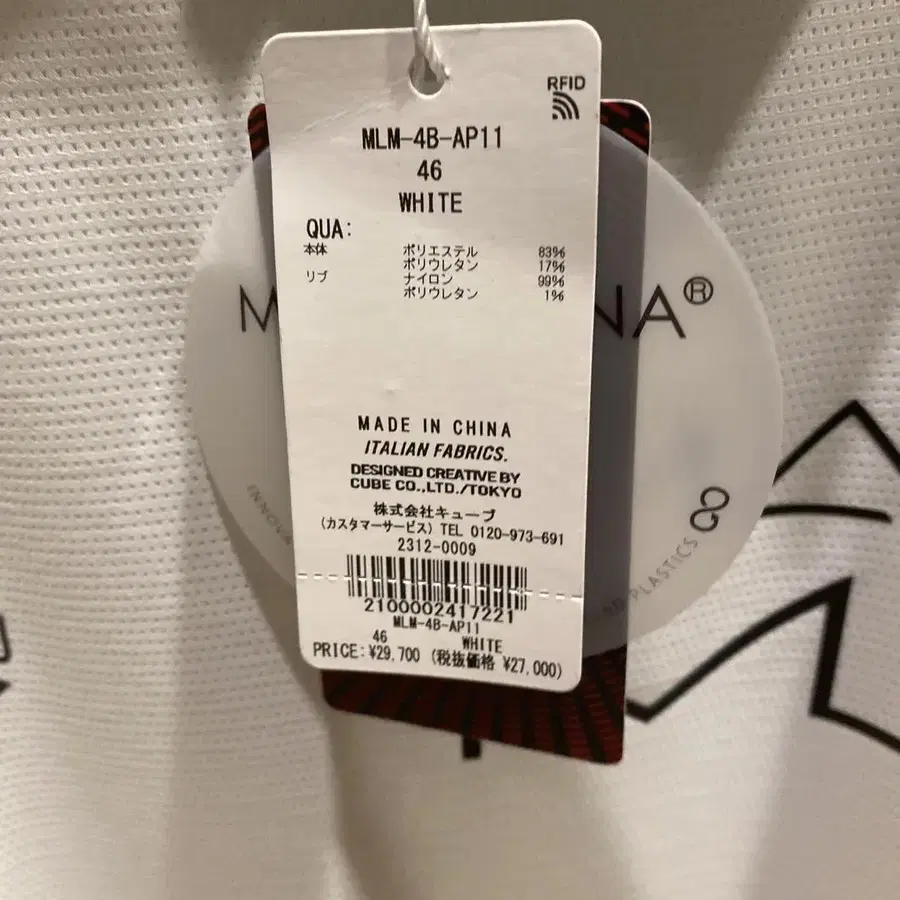 RFID
MLM-4B-AP11
46
WHITE
QUA:
本体 ポリエステル 83%
ポリウレタン 17%
リブ ナイロン 99%
ポリウレタン 1%
NA®
MADE IN CHINA
ITALIAN FABRICS.
DESIGNED CREATIVE BY
CUBE CO.,LTD./TOKYO
株式会社キューブ
(カスタマーサービス) TEL 0120-973-691
2312-0009
2100002417221
MLM-4B-AP11
46 WHITE
PRICE:¥29,700 (税抜価格 ¥27,000)
PLASTICS